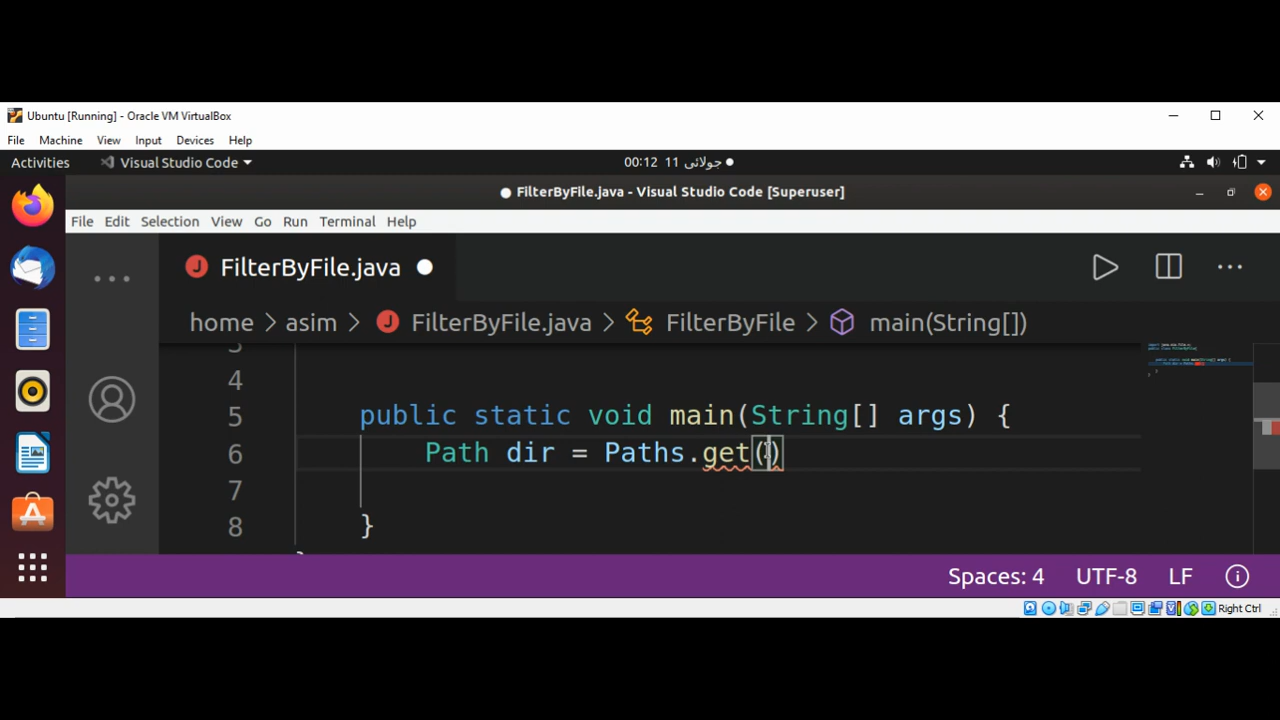 Ubuntu [Running] - Oracle VM VirtualBox
File Machine View Input Devices Help
Activities Visual Studio Code 00:12 11 جولائی
FilterByFile.java - Visual Studio Code [Superuser]
File Edit Selection View Go Run Terminal Help
FilterByFile.java
home > asim > FilterByFile.java > FilterByFile > main(String[])
3
4
5 public static void main(String[] args) {
6 Path dir = Paths.get()
7
8 }
Spaces: 4 UTF-8 LF
Right Ctrl